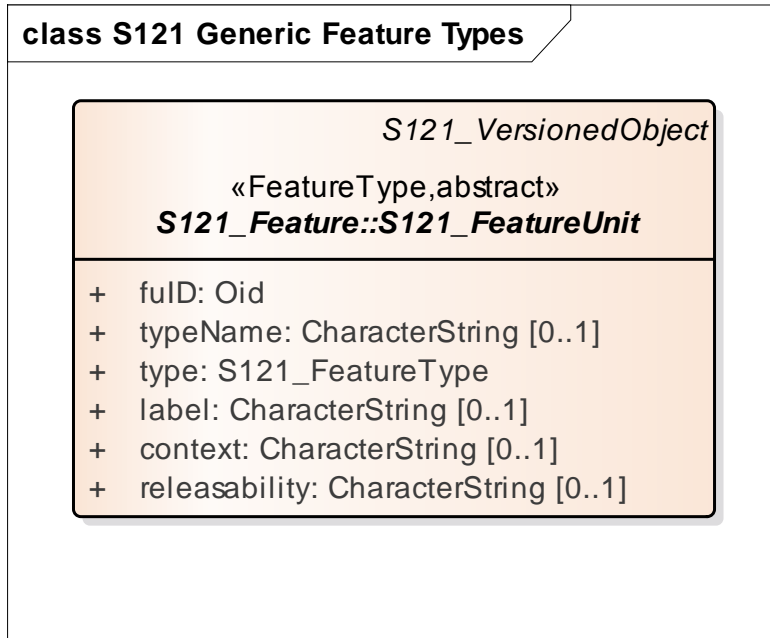 class S121 Generic Feature Types
S121_VersionedObject
«FeatureType,abstract»
S121_Feature::S121_FeatureUnit
+ fuID: Oid
+ typeName: CharacterString [0..1]
+ type: S121_FeatureType
+ label: CharacterString [0..1]
+ context: CharacterString [0..1]
+ releasability: CharacterString [0..1]